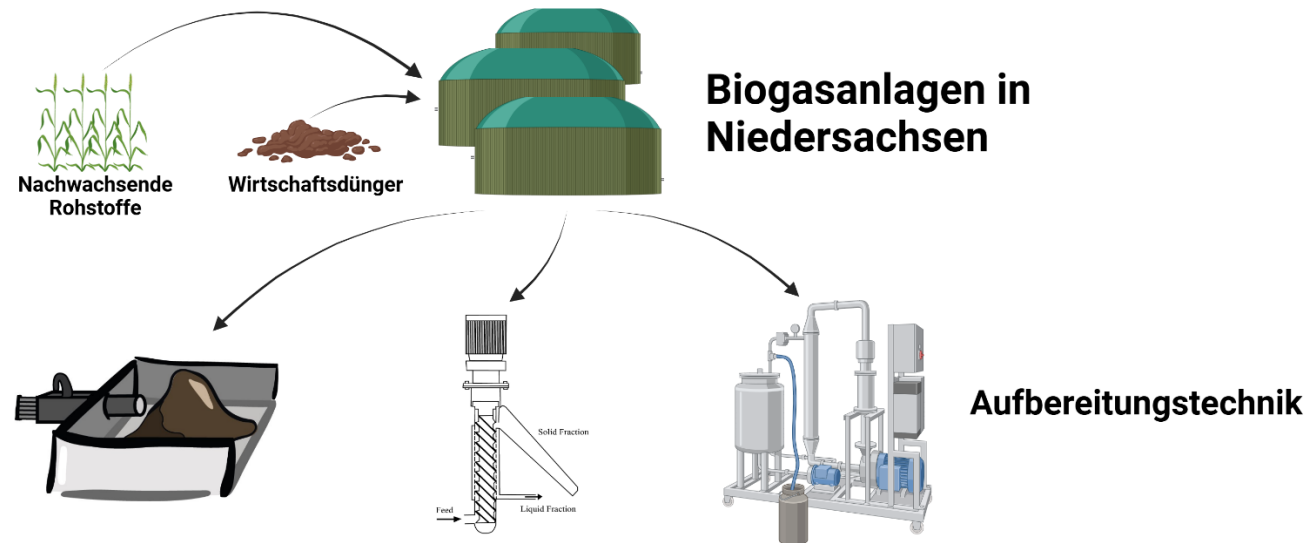 Biogasanlagen in
Niedersachsen
Nachwachsende
Rohstoffe
Wirtschaftsdünger
Aufbereitungstechnik
Solid Fraction
Liquid Fraction
Feed